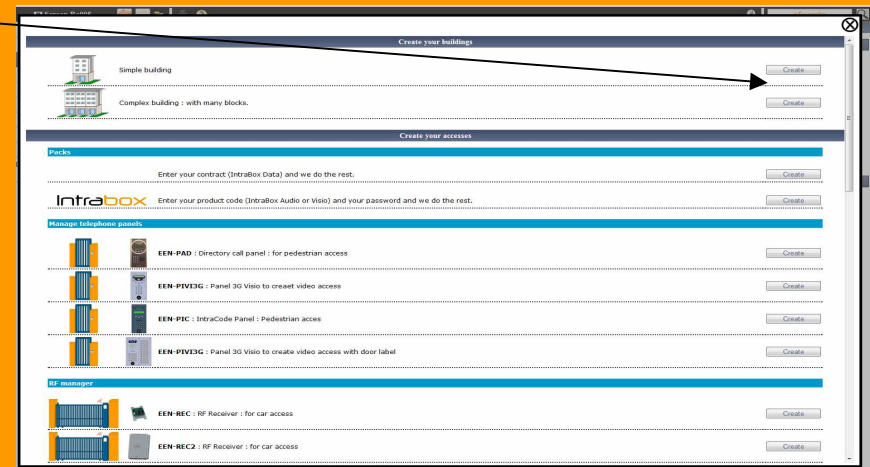 Create your buildings
Simple building
Create
Complex building : with many blocks.
Create
Create your accesses
Packs
Enter your contract (IntraBox Data) and we do the rest.
Create
Intrabox
Enter your product code (IntraBox Audio or Visio) and your password and we do the rest.
Create
Manage telephone panels
EEN-PAD : Directory call panel : for pedestrian access
Create
EEN-PIVI3G : Panel 3G Visio to creaet video access
Create
EEN-PIC : IntraCode Panel : Pedestrian acces
Create
EEN-PIVI3G : Panel 3G Visio to create video access with door label
Create
RF manager
EEN-REC : RF Receiver : for car access
Create
EEN-REC2 : RF Receiver : for car access
Create